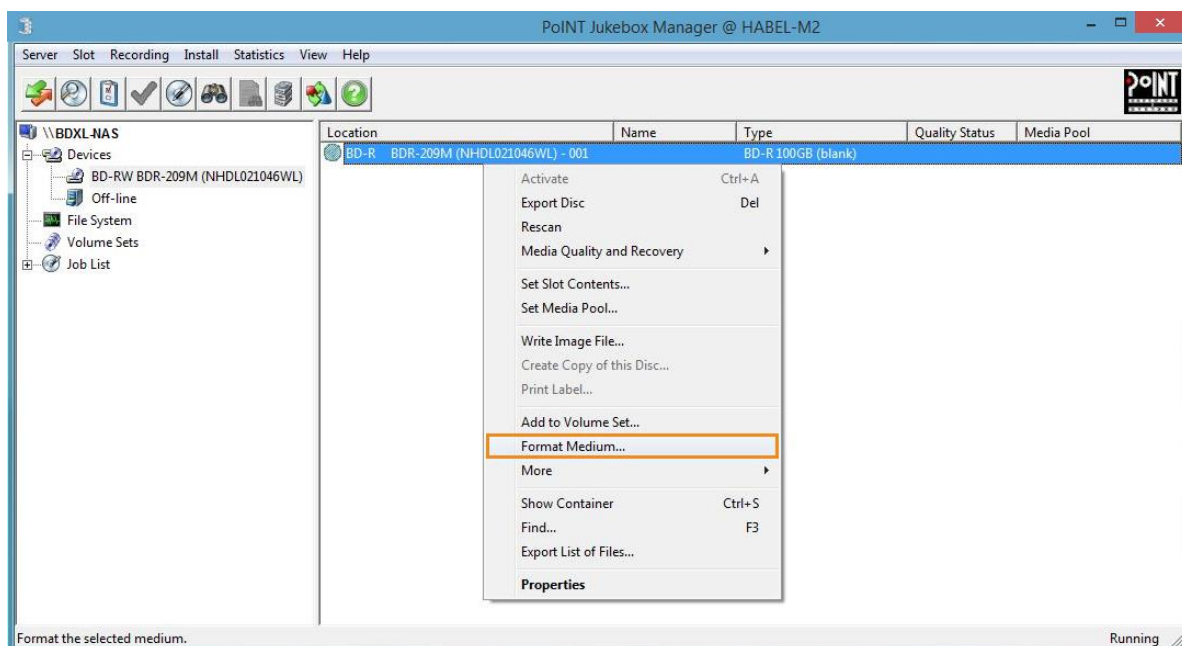 PoINT Jukebox Manager @ HABEL-M2
Server Slot Recording Install Statistics View Help
PoINT
\\BDXL-NAS
Devices
BD-RW BDR-209M (NHDL021046WL)
Off-line
File System
Volume Sets
Job List
Location Name Type Quality Status Media Pool
BD-R BDR-209M (NHDL021046WL) - 001 BD-R 100GB (blank)
Activate Ctrl+A
Export Disc Del
Rescan
Media Quality and Recovery
Set Slot Contents...
Set Media Pool...
Write Image File...
Create Copy of this Disc...
Print Label...
Add to Volume Set...
Format Medium...
More
Show Container Ctrl+S
Find... F3
Export List of Files...
Properties
Format the selected medium. Running